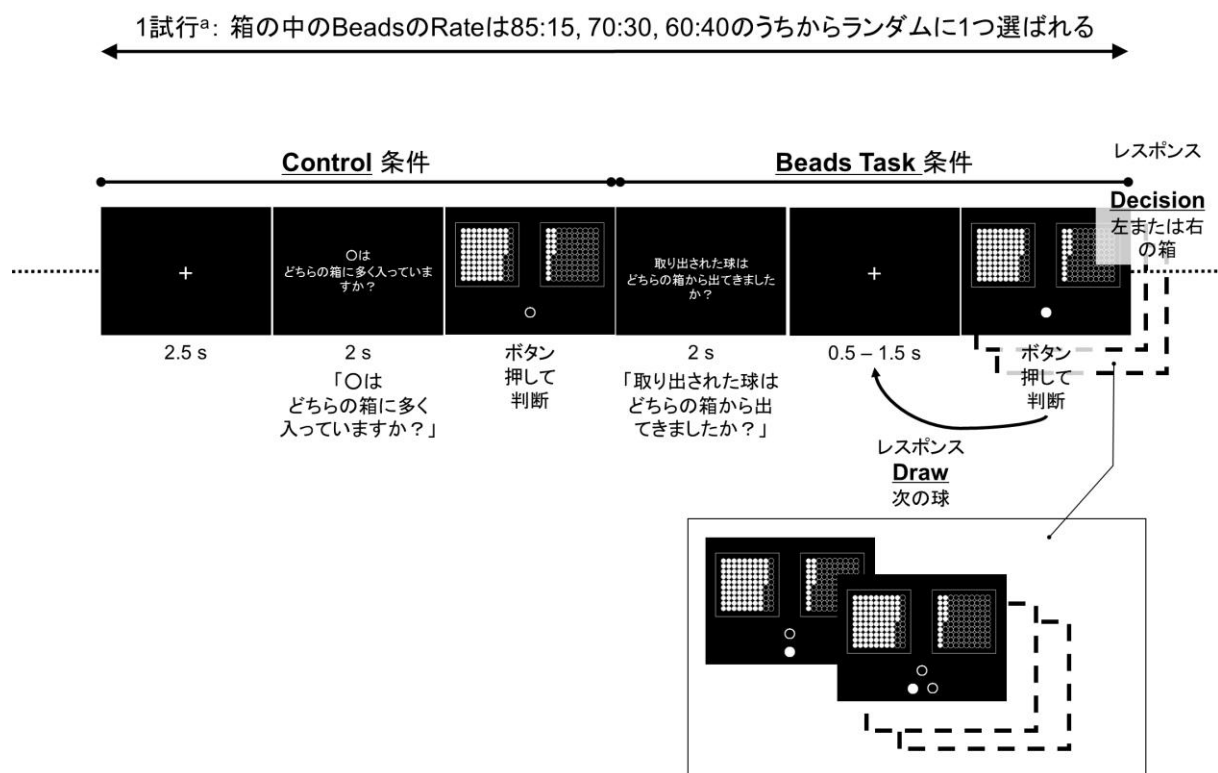 1試行a: 箱の中のBeadsのRateは85:15, 70:30, 60:40のうちからランダムに1つ選ばれる
Control 条件
Beads Task 条件
レスポンス
Decision
左または右
の箱
+
〇は
どちらの箱に多く入っていま
すか？
取り出された球は
どちらの箱から出てきました
か？
+
2.5 s
2 s
ボタン
押して
判断
2 s
0.5 – 1.5 s
ボタン
押して
判断
「〇は
どちらの箱に多く
入っていますか？」
「取り出された球は
どちらの箱から出
てきましたか？」
レスポンス
Draw
次の球